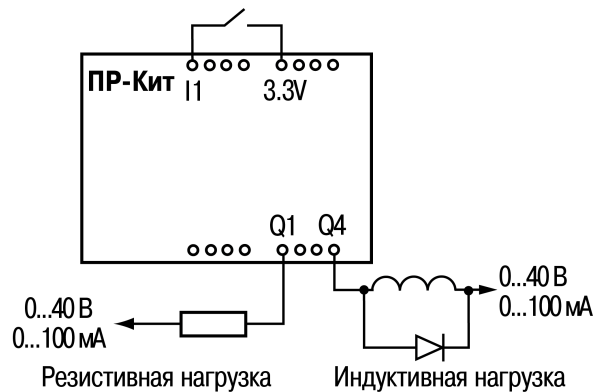 ПР-Кит
I1
3.3V
Q1
Q4
0...40 В
0...100 мА
0...40 В
0...100 мА
Резистивная нагрузка
Индуктивная нагрузка